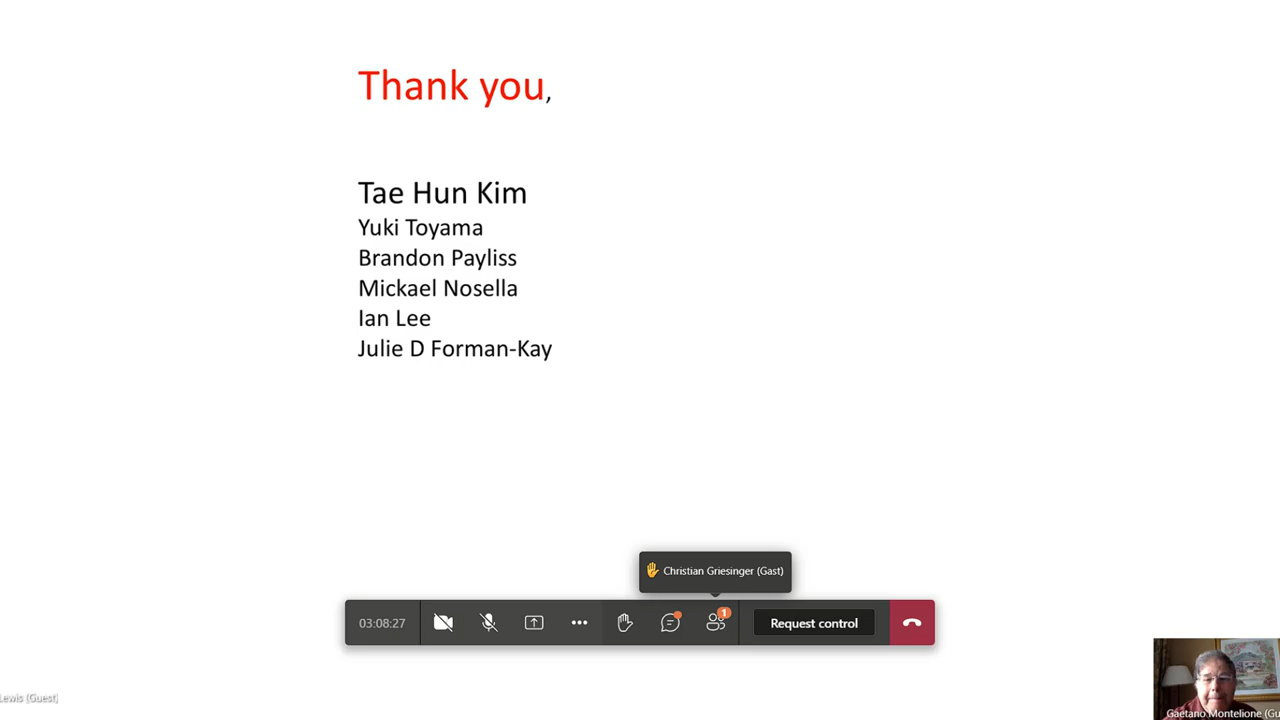 Thank you,
Tae Hun Kim
Yuki Toyama
Brandon Payliss
Mickael Nosella
Ian Lee
Julie D Forman-Kay
Christian Griesinger (Gast)
03:08:27
1
Request control
Lewis (Guest)
Gaetano Montelione (Gu